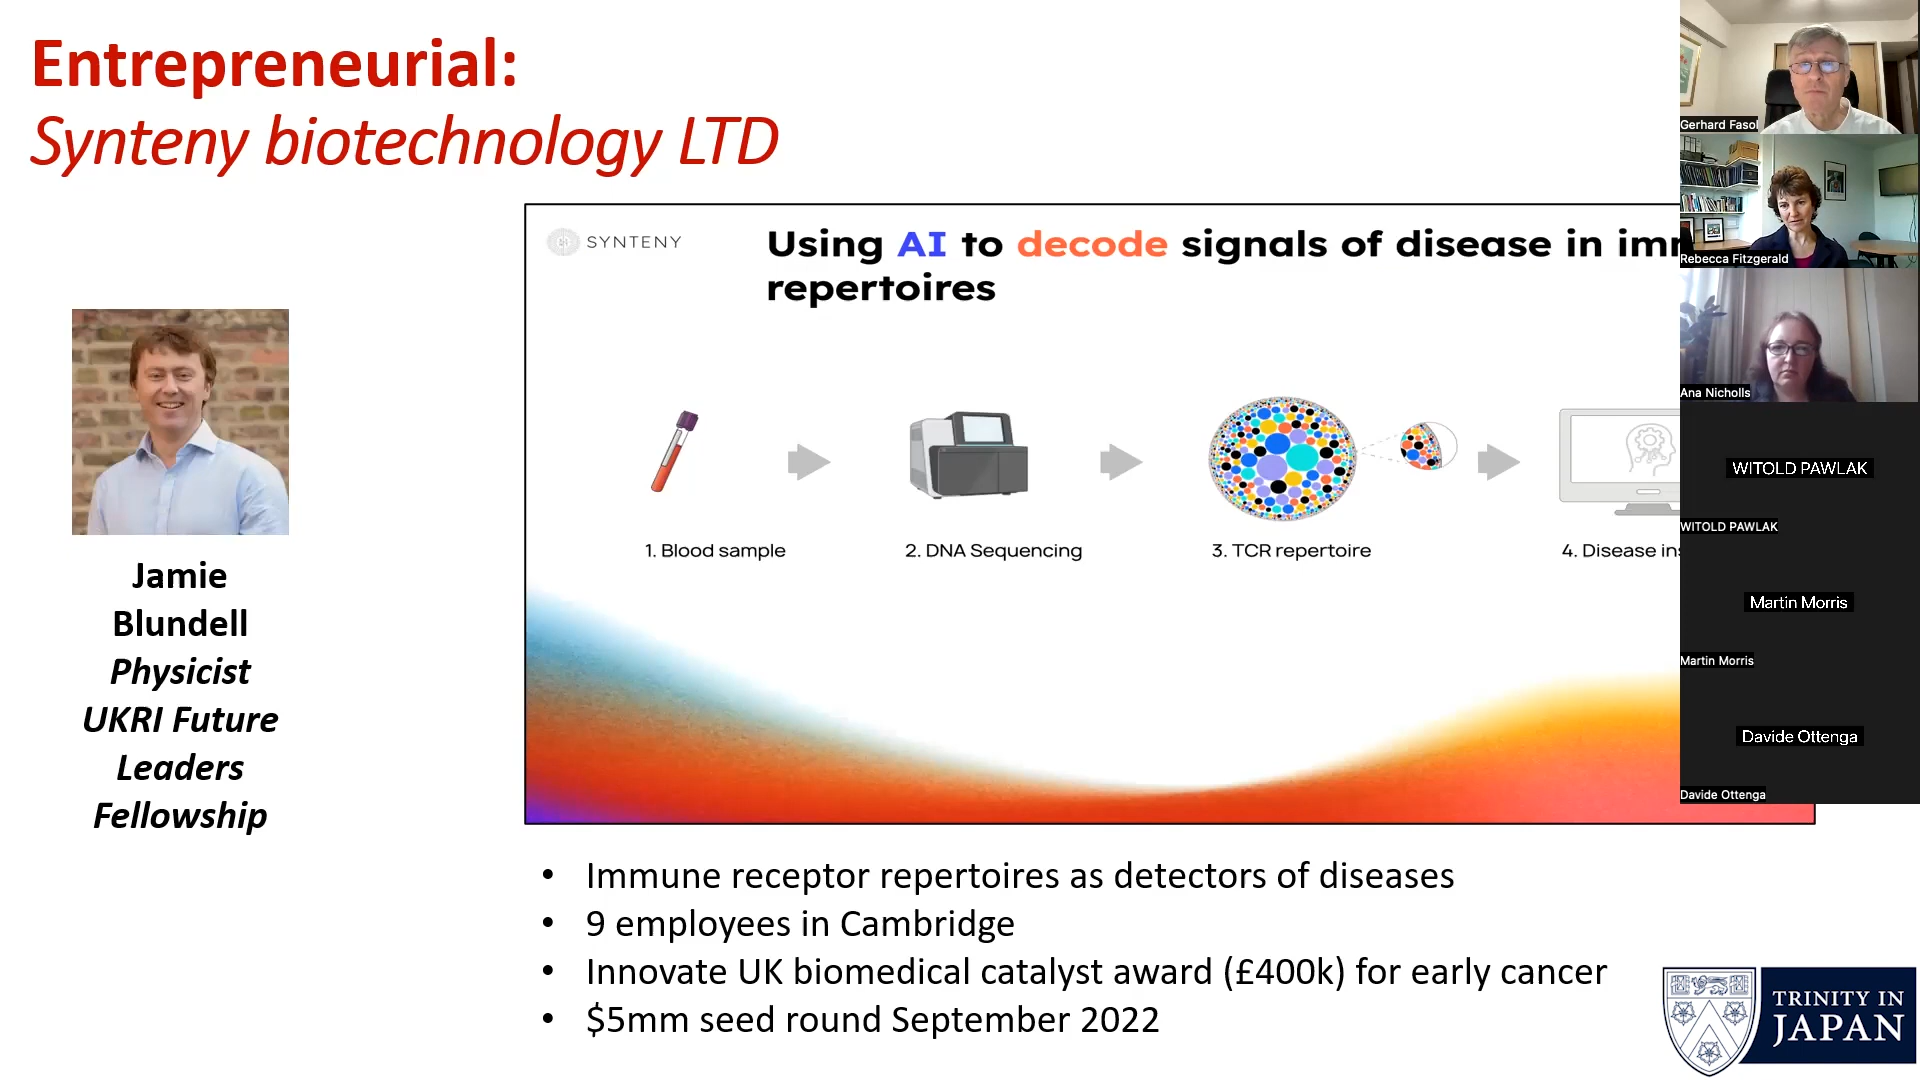 Entrepreneurial:
Synteny biotechnology LTD
SYNTENY
Using AI to decode signals of disease in imm
repertoires
1. Blood sample
2. DNA Sequencing
3. TCR repertoire
4. Disease ins
Jamie
Blundell
Physicist
UKRI Future
Leaders
Fellowship
• Immune receptor repertoires as detectors of diseases
• 9 employees in Cambridge
• Innovate UK biomedical catalyst award (£400k) for early cancer
• $5mm seed round September 2022
Gerhard Fasol
Rebecca Fitzgerald
Ana Nicholls
WITOLD PAWLAK
WITOLD PAWLAK
Martin Morris
Martin Morris
Davide Ottenga
Davide Ottenga
TRINITY IN
JAPAN